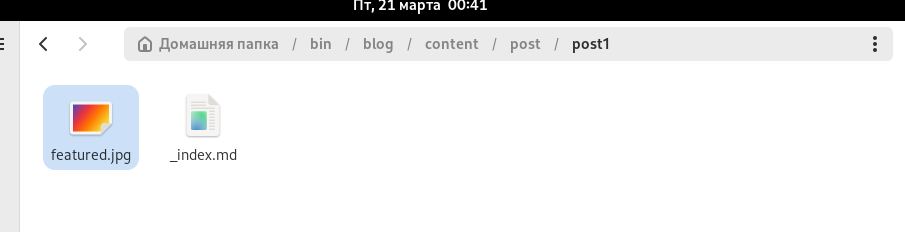 Пт, 21 марта 00:41
Домашняя папка / bin / blog / content / post / post1
featured.jpg
_index.md